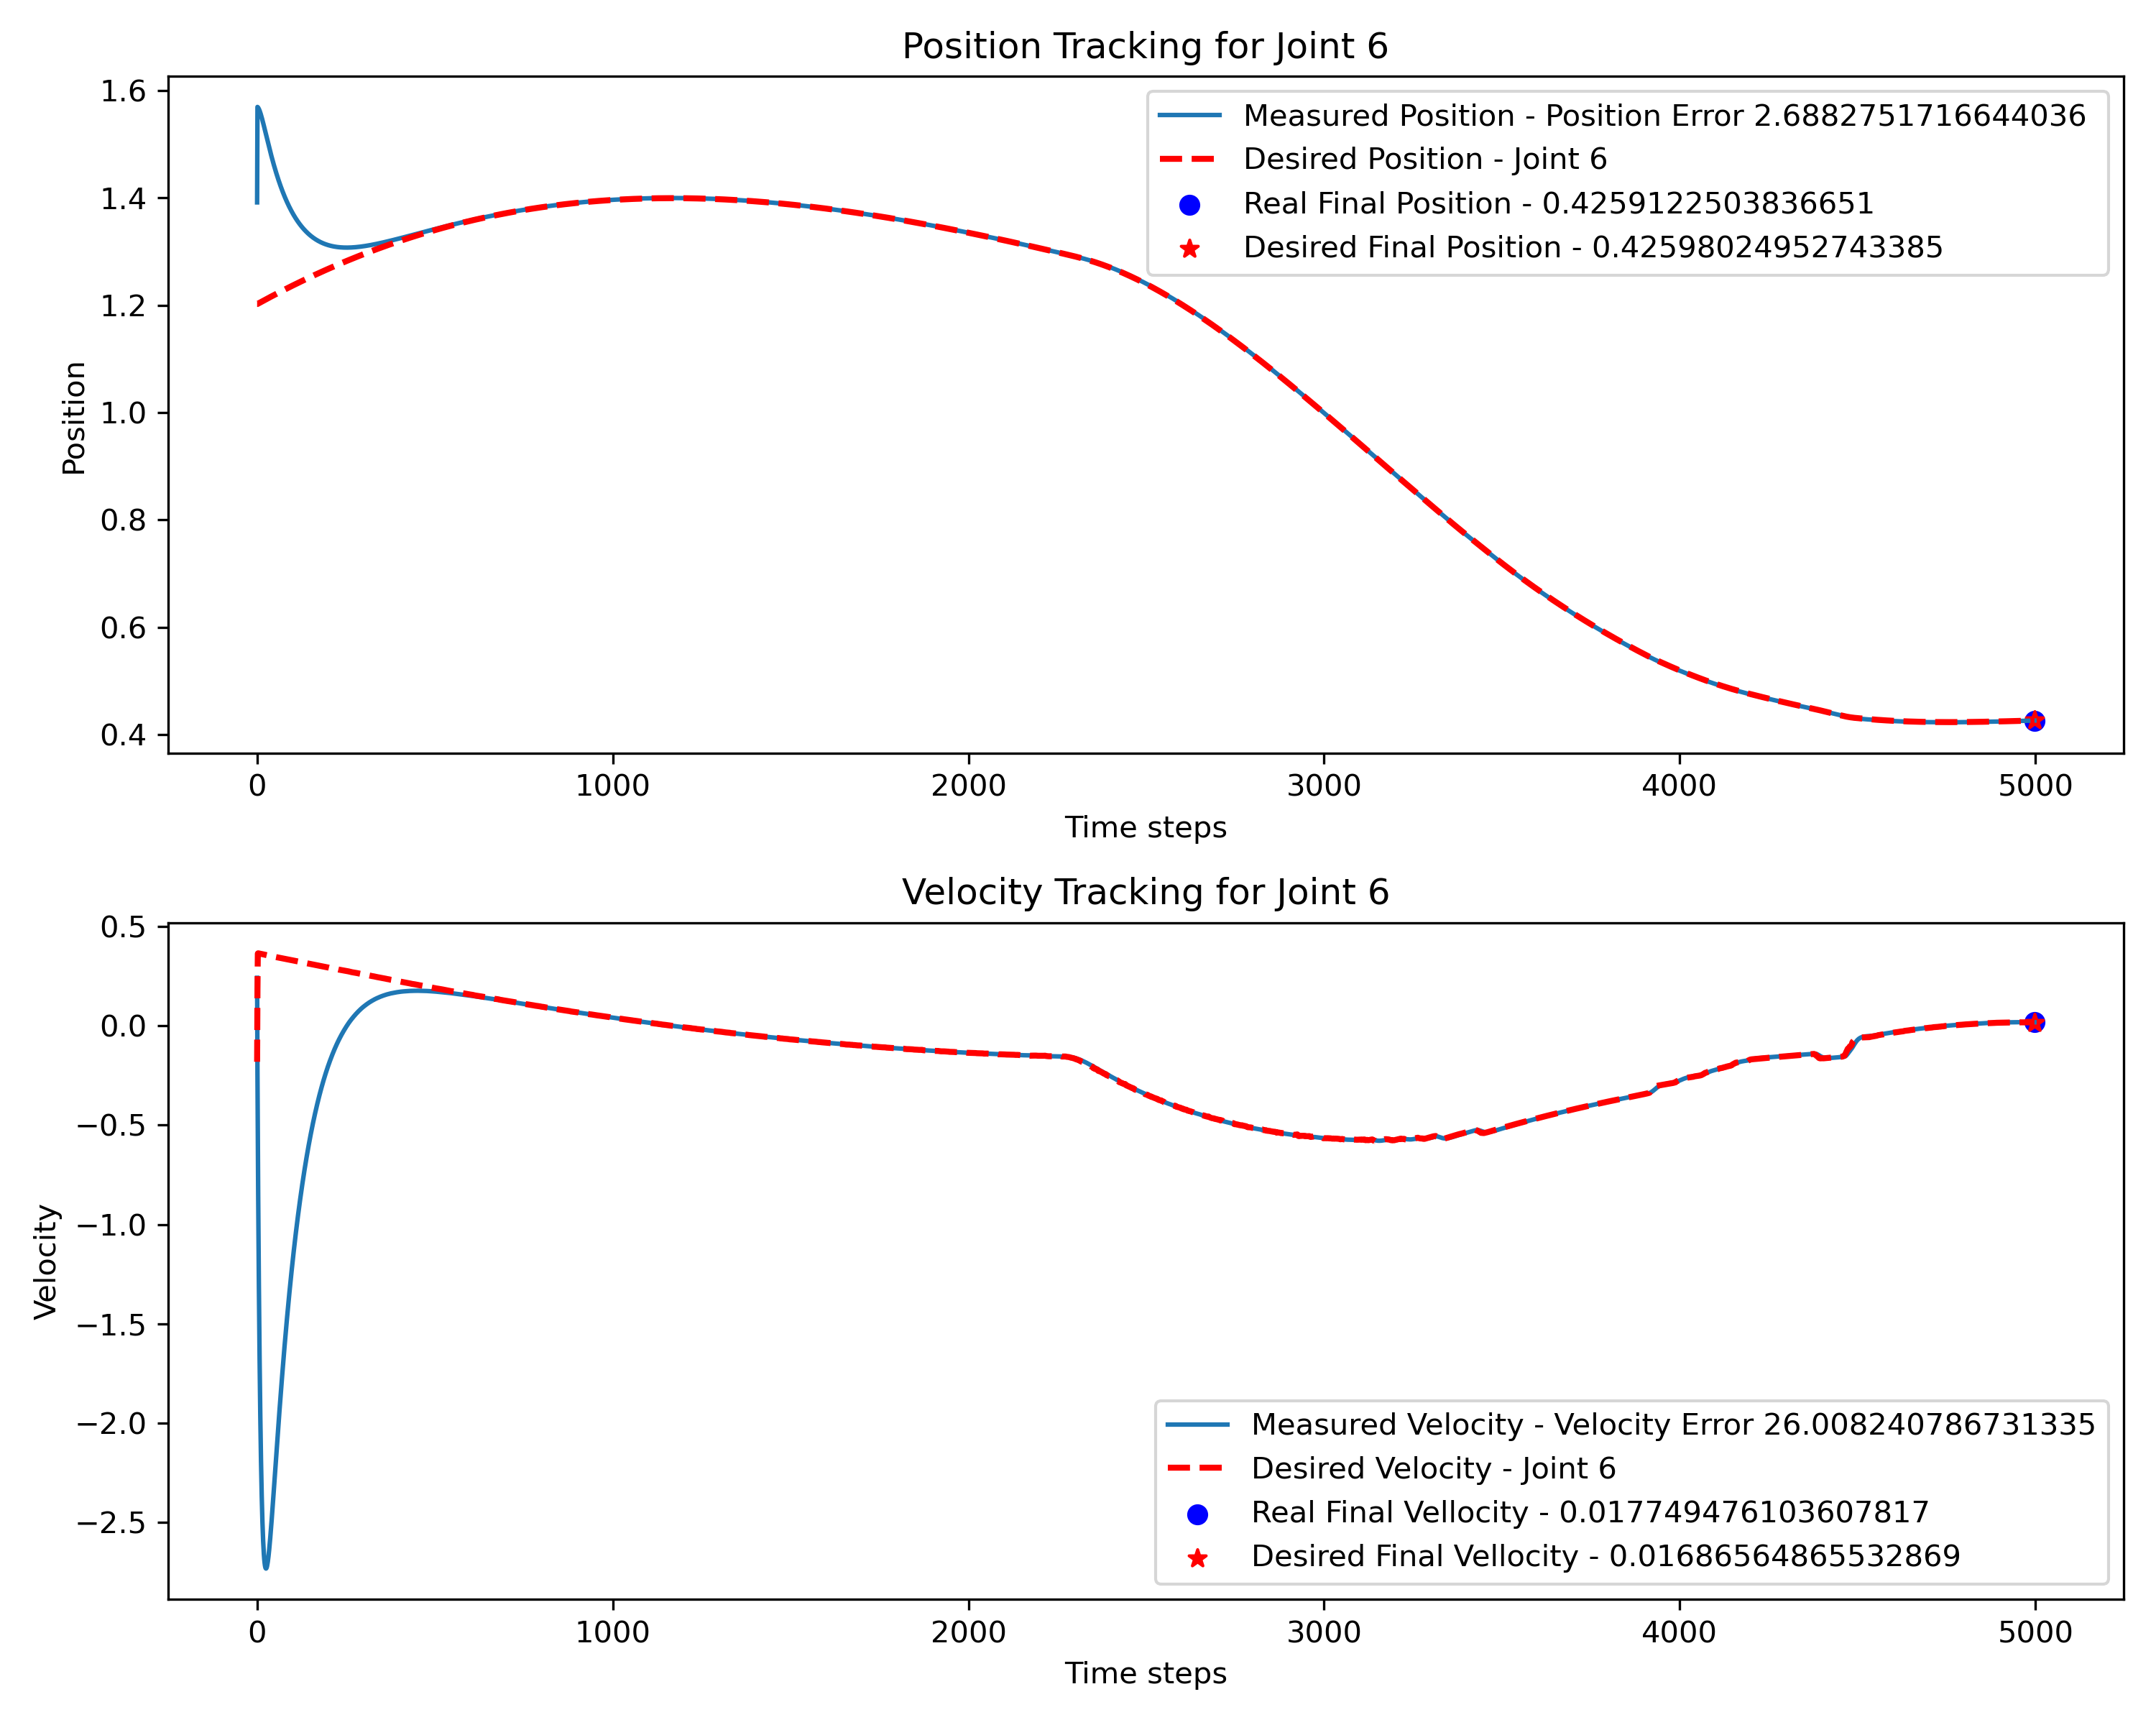 Position Tracking for Joint 6
1.6
1.4
1.2
1.0
0.8
0.6
0.4
Position
Measured Position - Position Error 2.6882751716644036
Desired Position - Joint 6
Real Final Position - 0.4259122503836651
Desired Final Position - 0.42598024952743385
0
1000
2000
3000
4000
5000
Time steps
Velocity Tracking for Joint 6
0.5
0.0
−0.5
−1.0
−1.5
−2.0
−2.5
Velocity
Measured Velocity - Velocity Error 26.008240786731335
Desired Velocity - Joint 6
Real Final Vellocity - 0.017749476103607817
Desired Final Vellocity - 0.01686564865532869
0
1000
2000
3000
4000
5000
Time steps